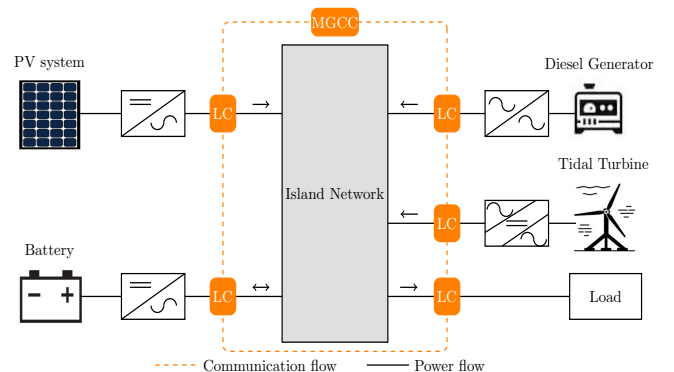 MGCC
PV system
Diesel Generator
LC
LC
Tidal Turbine
Island Network
LC
Battery
LC
LC
Load
Communication flow
Power flow